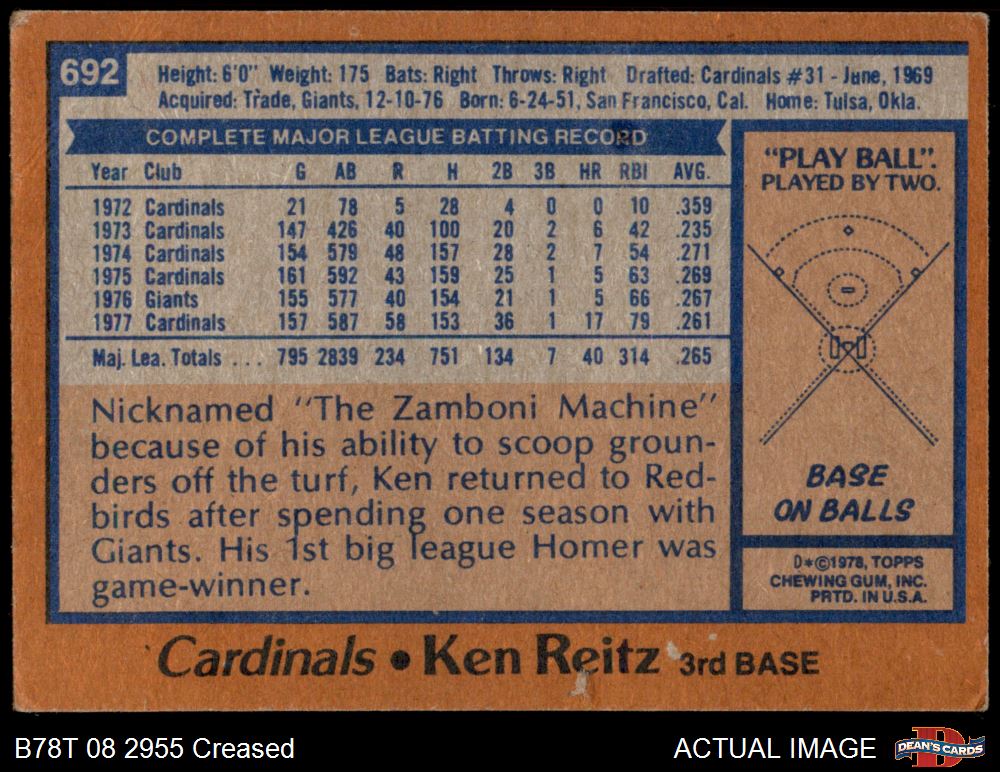 692
Height: 6'0" Weight: 175 Bats: Right Throws: Right Drafted: Cardinals #31 - June, 1969
Acquired: Trade, Giants, 12-10-76 Born: 6-24-51, San Francisco, Cal. Home: Tulsa, Okla.
COMPLETE MAJOR LEAGUE BATTING RECORD
Year Club G AB R H 2B 3B HR RBI AVG.
1972 Cardinals 21 78 5 28 4 0 0 10 .359
1973 Cardinals 147 426 40 100 20 2 6 42 .235
1974 Cardinals 154 579 48 157 28 2 7 54 .271
1975 Cardinals 161 592 43 159 25 1 5 63 .269
1976 Giants 155 577 40 154 21 1 5 66 .267
1977 Cardinals 157 587 58 153 36 1 17 79 .261
Maj. Lea. Totals ... 795 2839 234 751 134 7 40 314 .265
Nicknamed "The Zamboni Machine"
because of his ability to scoop groun-
ders off the turf, Ken returned to Red-
birds after spending one season with
Giants. His 1st big league Homer was
game-winner.
"PLAY BALL".
PLAYED BY TWO.
BASE
ON BALLS
D*©1978, TOPPS
CHEWING GUM, INC.
PRTD. IN U.S.A.
Cardinals • Ken Reitz 3rd BASE
B78T 08 2955 Creased
ACTUAL IMAGE
DEAN'S CARDS